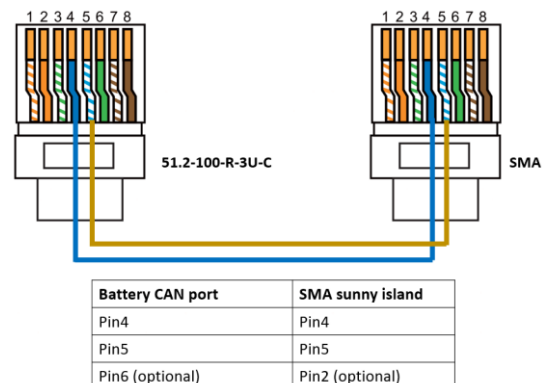 1 2 3 4 5 6 7 8
1 2 3 4 5 6 7 8
51.2-100-R-3U-C
SMA
Battery CAN port SMA sunny island
Pin4 Pin4
Pin5 Pin5
Pin6 (optional) Pin2 (optional)